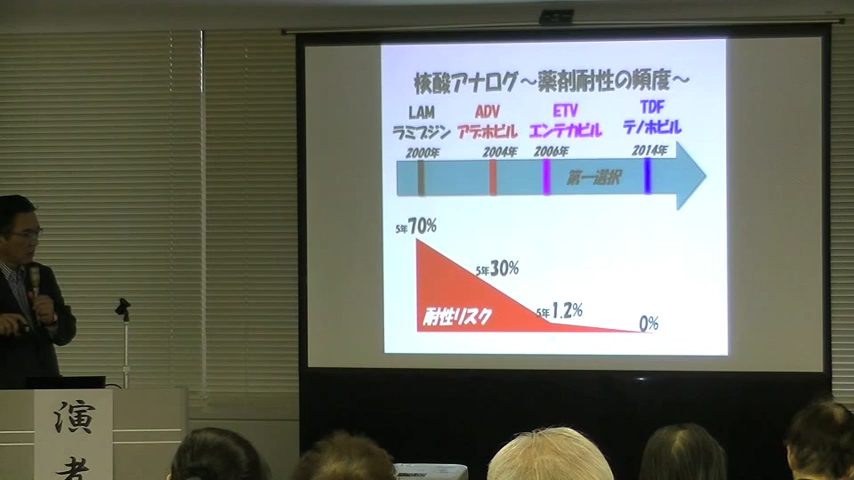 核酸アナログ～薬剤耐性の頻度～
LAM ADV ETV TDF
ラミブジン アデホビル エンテカビル テノホビル
2000年 2004年 2006年 2014年
第一選択
5年70%
5年30%
5年1.2%
0%
耐性リスク
演者